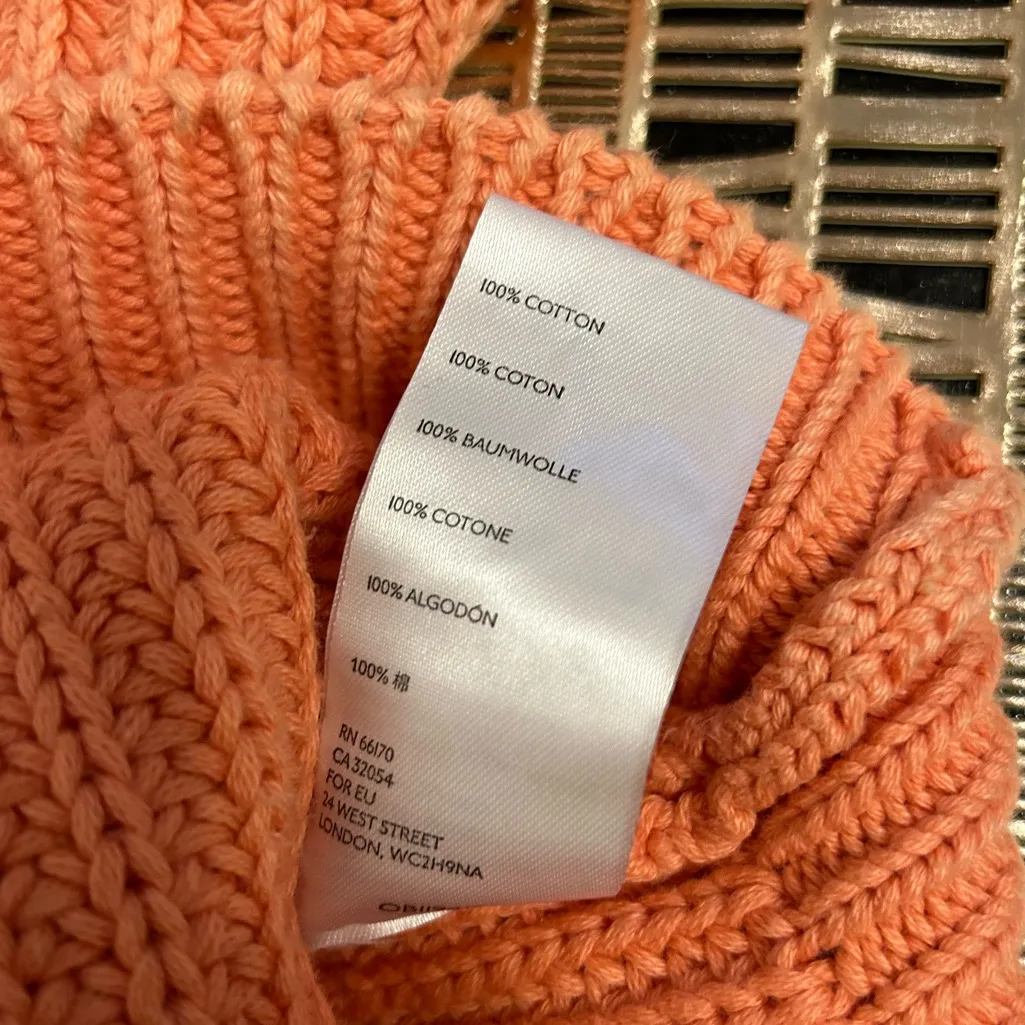 100% COTTON
100% COTON
100% BAUMWOLLE
100% COTONE
100% ALGODÓN
100% 棉
RN 66170
CA 32054
FOR EU
24 WEST STREET
LONDON, WC2H9NA